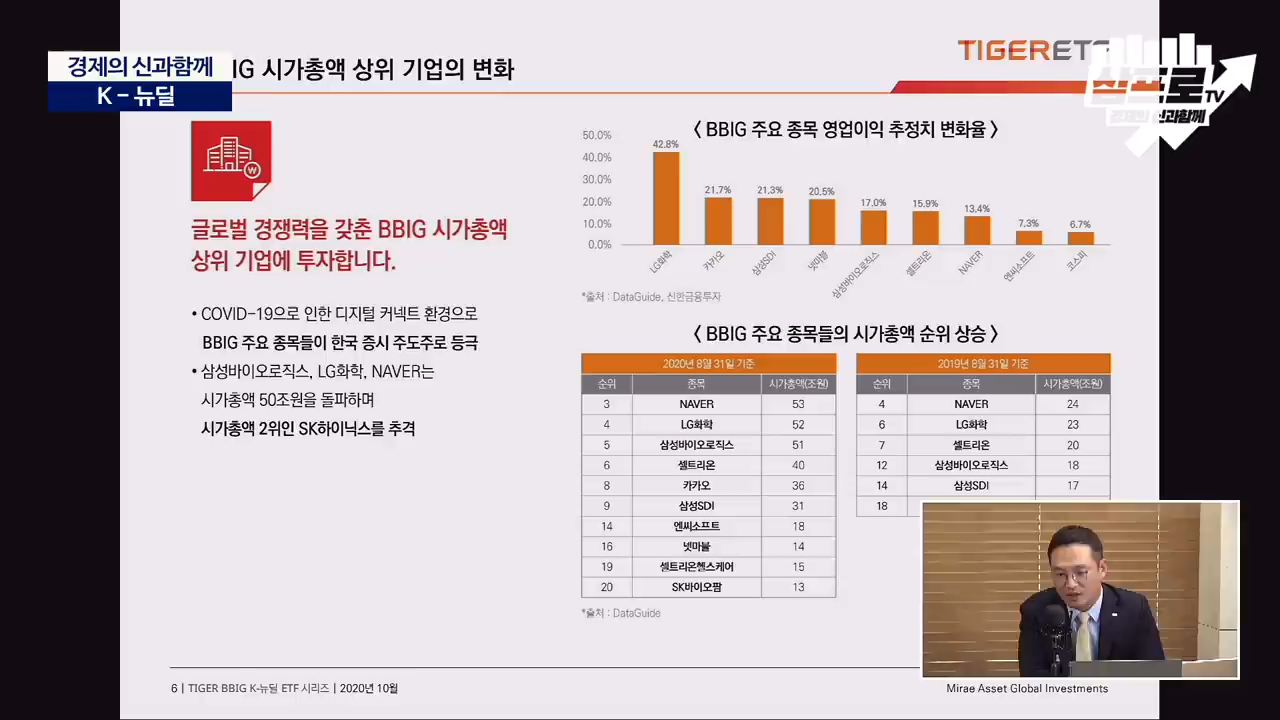 경제의 신과함께
K-뉴딜
IG 시가총액 상위 기업의 변화
TIGER ET
삼프로TV
경제의 신과함께
글로벌 경쟁력을 갖춘 BBIG 시가총액
상위 기업에 투자합니다.
• COVID-19으로 인한 디지털 커넥트 환경으로
BBIG 주요 종목들이 한국 증시 주도주로 등극
• 삼성바이오로직스, LG화학, NAVER는
시가총액 50조원을 돌파하며
시가총액 2위인 SK하이닉스를 추격
〈 BBIG 주요 종목 영업이익 추정치 변화율 〉
50.0%
40.0%
30.0%
20.0%
10.0%
0.0%
42.8% 21.7% 21.3% 20.5% 17.0% 15.9% 13.4% 7.3% 6.7%
LG화학 카카오 삼성SDI 넷마블 삼성바이오로직스 셀트리온 NAVER 엔씨소프트 코스피
*출처 : DataGuide, 신한금융투자
〈 BBIG 주요 종목들의 시가총액 순위 상승 〉
2020년 8월 31일 기준
순위 종목 시가총액(조원)
3 NAVER 53
4 LG화학 52
5 삼성바이오로직스 51
6 셀트리온 40
8 카카오 36
9 삼성SDI 31
14 엔씨소프트 18
16 넷마블 14
19 셀트리온헬스케어 15
20 SK바이오팜 13
2019년 8월 31일 기준
순위 종목 시가총액(조원)
4 NAVER 24
6 LG화학 23
7 셀트리온 20
12 삼성바이오로직스 18
14 삼성SDI 17
18
*출처 : DataGuide
6 | TIGER BBIG K-뉴딜 ETF 시리즈 | 2020년 10월
Mirae Asset Global Investments